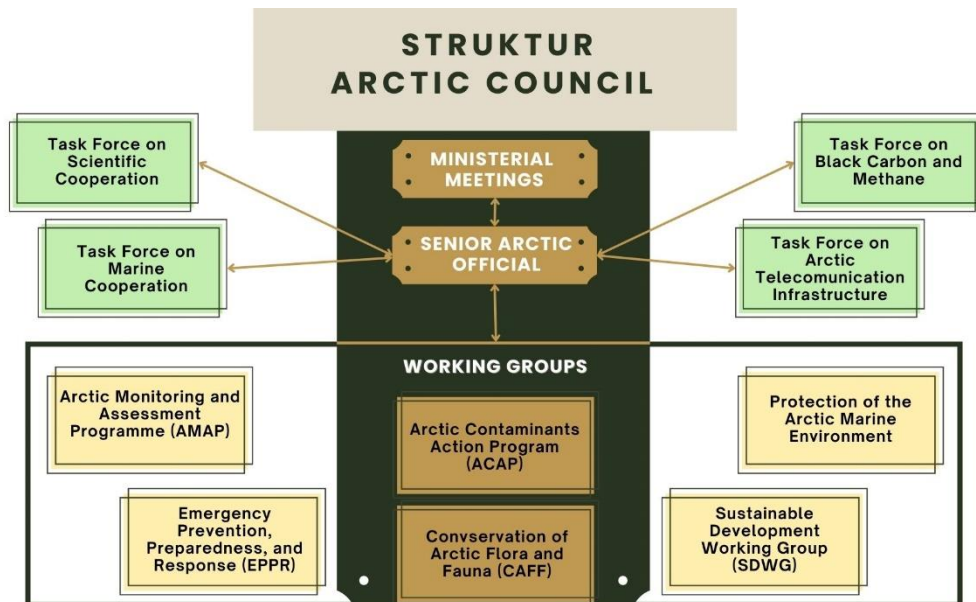 STRUKTUR
ARCTIC COUNCIL
Task Force on
Scientific
Cooperation
MINISTERIAL
MEETINGS
Task Force on
Black Carbon and
Methane
Task Force on
Marine
Cooperation
SENIOR ARCTIC
OFFICIAL
Task Force on
Arctic
Telecomunication
Infrastructure
WORKING GROUPS
Arctic Monitoring and
Assessment
Programme (AMAP)
Arctic Contaminants
Action Program
(ACAP)
Protection of the
Arctic Marine
Environment
Emergency
Prevention,
Preparedness, and
Response (EPPR)
Convservation of
Arctic Flora and
Fauna (CAFF)
Sustainable
Development
Working Group
(SDWG)